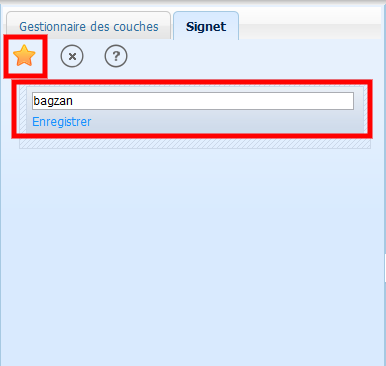 Gestionnaire des couches Signet
?
bagzan
Enregistrer